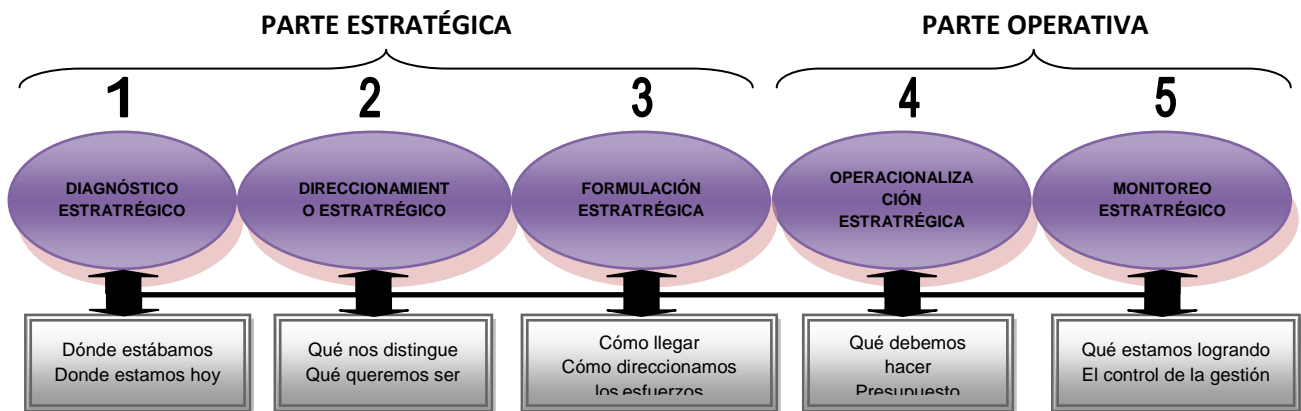 PARTE ESTRATÉGICA
PARTE OPERATIVA
1
2
3
4
5
DIAGNÓSTICO
ESTRATRÉGICO
DIRECCIONAMIENT
O ESTRATRÉGICO
FORMULACIÓN
ESTRATRÉGICA
OPERACIONALIZA
CIÓN
ESTRATRÉGICA
MONITOREO
ESTRATRÉGICO
Dónde estábamos
Donde estamos hoy
Qué nos distingue
Qué queremos ser
Cómo llegar
Cómo direccionamos
los esfuerzos
Qué debemos
hacer
Presupuesto
Qué estamos logrando
El control de la gestión